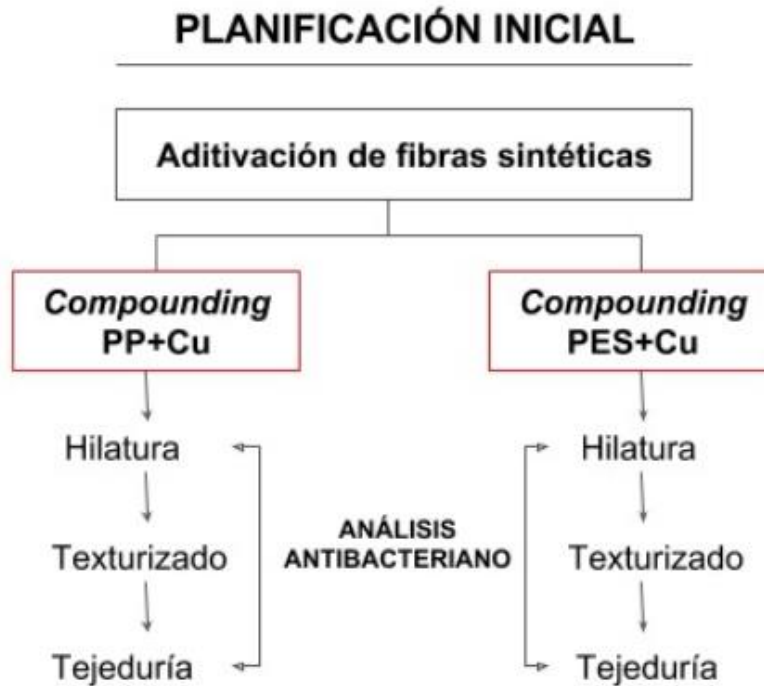 PLANIFICACIÓN INICIAL
Aditivación de fibras sintéticas
Compounding
PP+Cu
Compounding
PES+Cu
Hilatura
Hilatura
ANÁLISIS
ANTIBACTERIANO
Texturizado
Texturizado
Tejeduría
Tejeduría